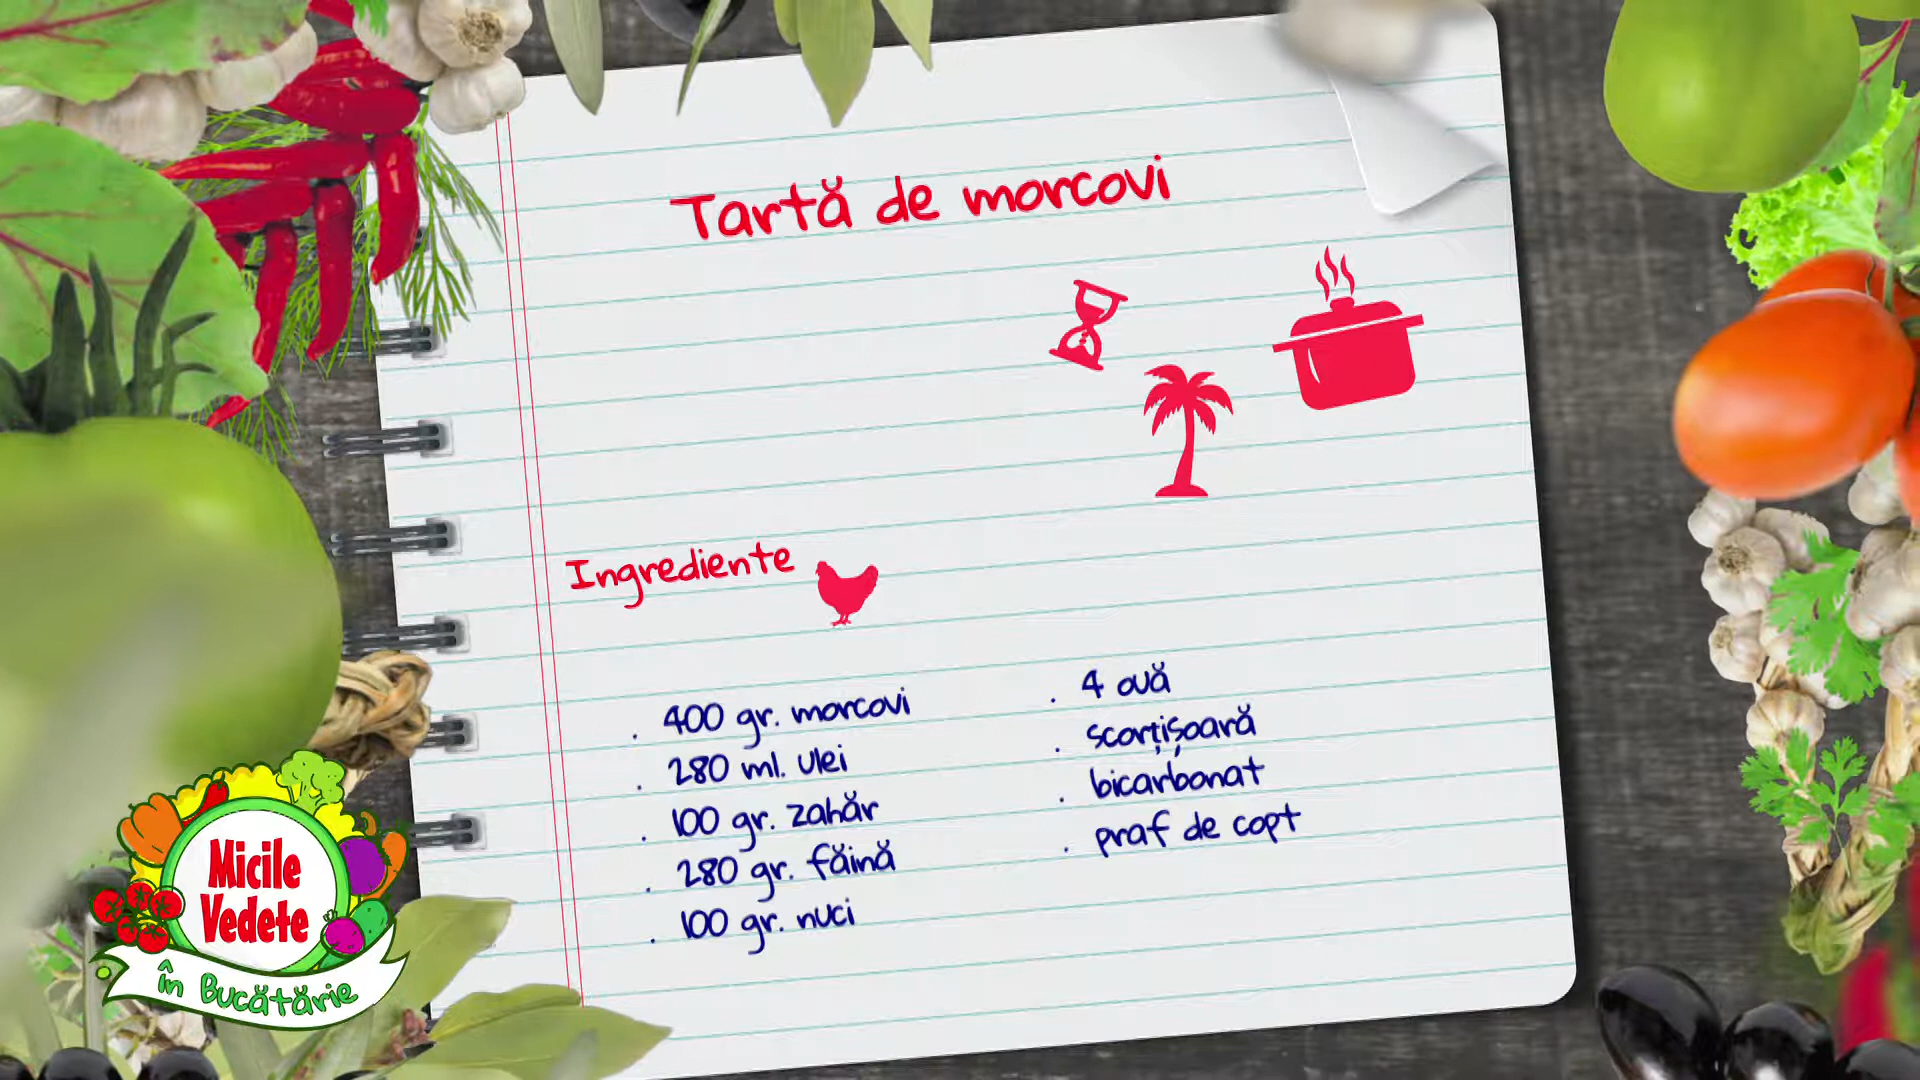 Tartă de morcovi
Ingrediente
. 400 gr. morcovi
. 280 ml. ulei
. 100 gr. zahăr
. 280 gr. făină
. 100 gr. nuci
. 4 ouă
. scorțișoară
. bicarbonat
. praf de copt
Micile
Vedete
în Bucătărie